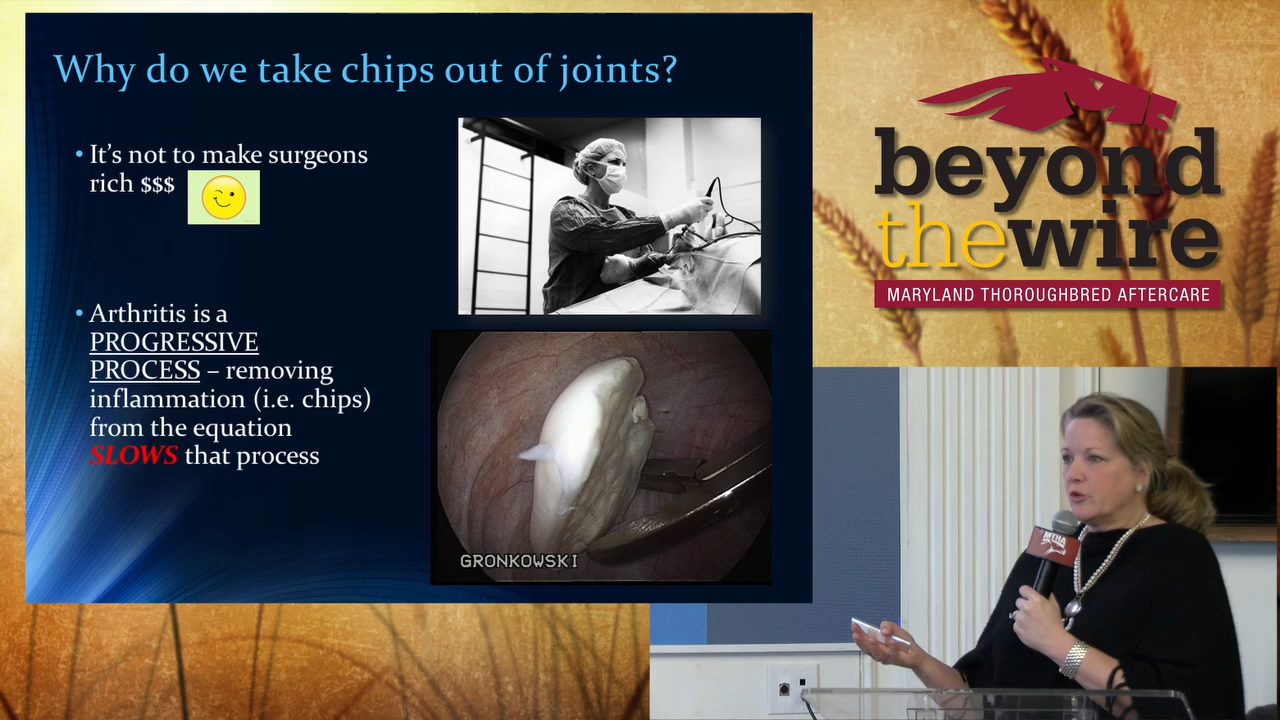 Why do we take chips out of joints?
• It's not to make surgeons
rich $$$
• Arthritis is a
PROGRESSIVE
PROCESS – removing
inflammation (i.e. chips)
from the equation
SLOWS that process
GRONKOWSKI
beyond
thewire
MARYLAND THOROUGHBRED AFTERCARE
MTHA